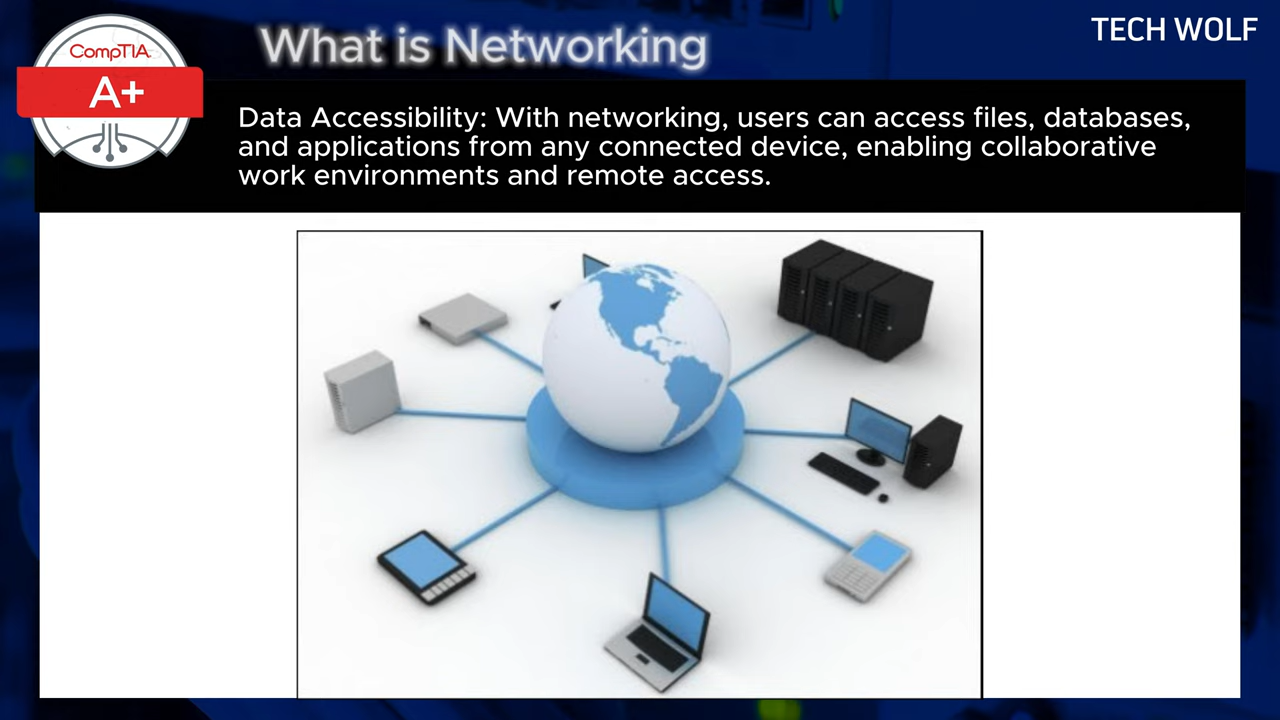 What is Networking
TECH WOLF
CompTIA
A+
Data Accessibility: With networking, users can access files, databases,
and applications from any connected device, enabling collaborative
work environments and remote access.